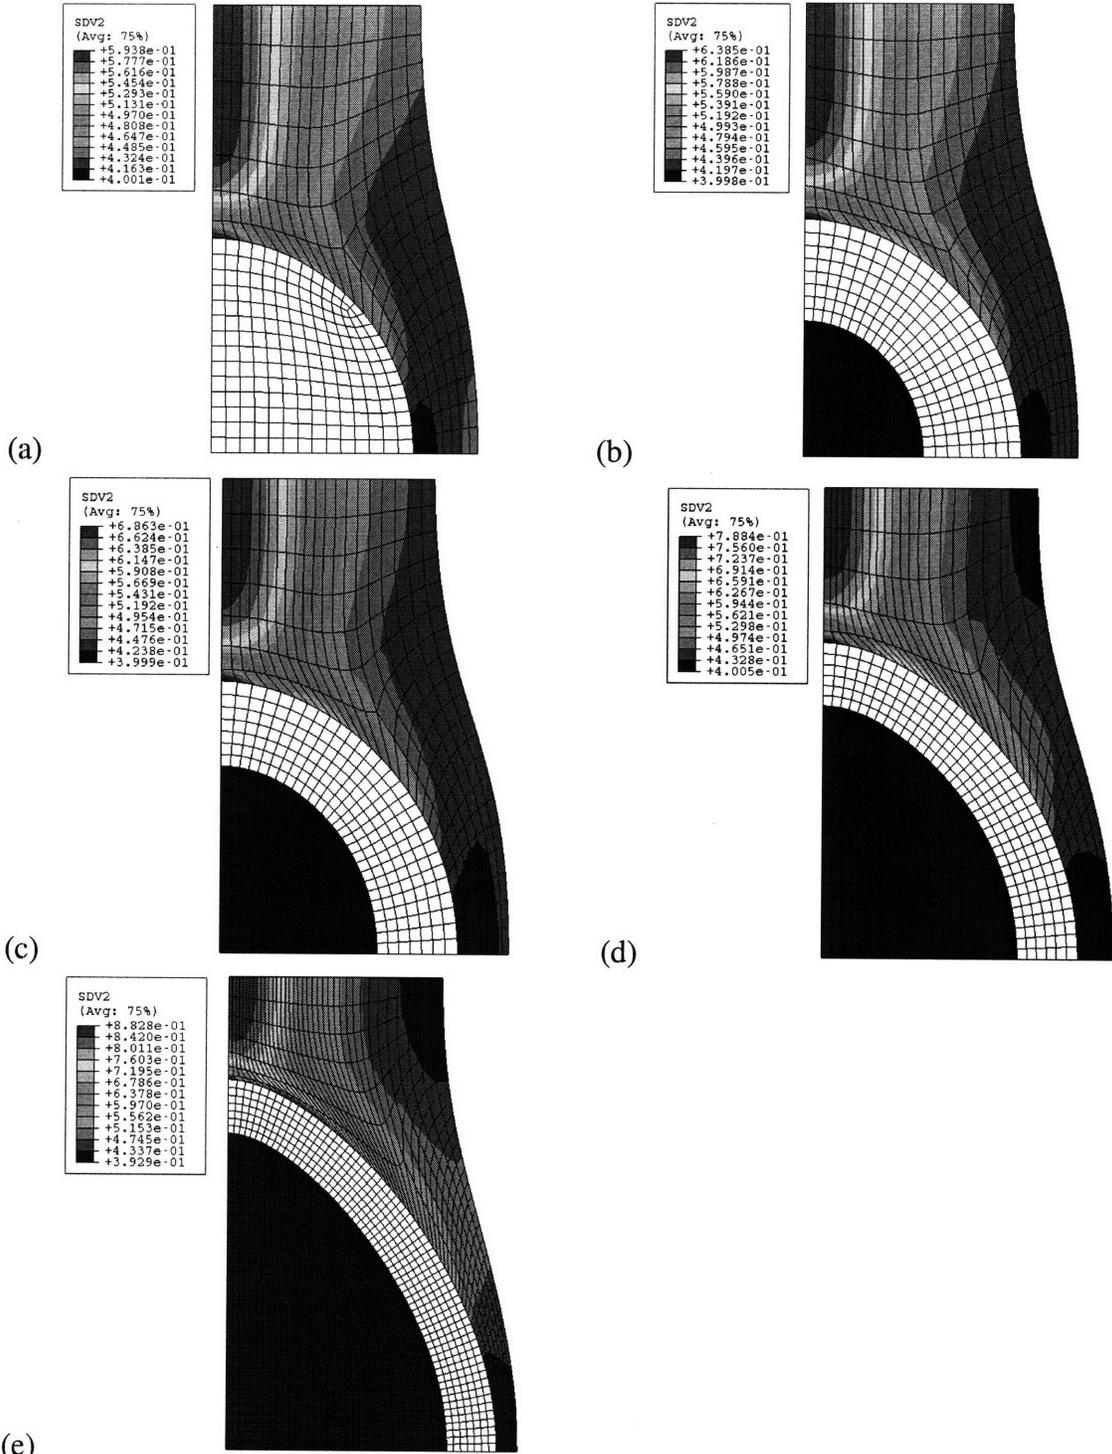 SDV2
(Avg: 75%)
+5.938e-01
+5.777e-01
+5.616e-01
+5.454e-01
+5.293e-01
+5.131e-01
+4.970e-01
+4.808e-01
+4.647e-01
+4.485e-01
+4.324e-01
+4.163e-01
+4.001e-01
(a)
SDV2
(Avg: 75%)
+6.385e-01
+6.186e-01
+5.987e-01
+5.788e-01
+5.590e-01
+5.391e-01
+5.192e-01
+4.993e-01
+4.794e-01
+4.595e-01
+4.396e-01
+4.197e-01
+3.998e-01
(b)
SDV2
(Avg: 75%)
+6.863e-01
+6.624e-01
+6.385e-01
+6.147e-01
+5.908e-01
+5.669e-01
+5.431e-01
+5.192e-01
+4.954e-01
+4.715e-01
+4.476e-01
+4.238e-01
+3.999e-01
(c)
SDV2
(Avg: 75%)
+7.884e-01
+7.560e-01
+7.237e-01
+6.914e-01
+6.591e-01
+6.267e-01
+5.944e-01
+5.621e-01
+5.298e-01
+4.974e-01
+4.651e-01
+4.328e-01
+4.005e-01
(d)
SDV2
(Avg: 75%)
+8.828e-01
+8.420e-01
+8.011e-01
+7.603e-01
+7.195e-01
+6.786e-01
+6.378e-01
+5.970e-01
+5.562e-01
+5.153e-01
+4.745e-01
+4.337e-01
+3.929e-01
(e)